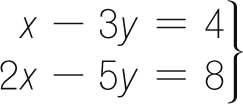 x − 3y = 4
2x − 5y = 8